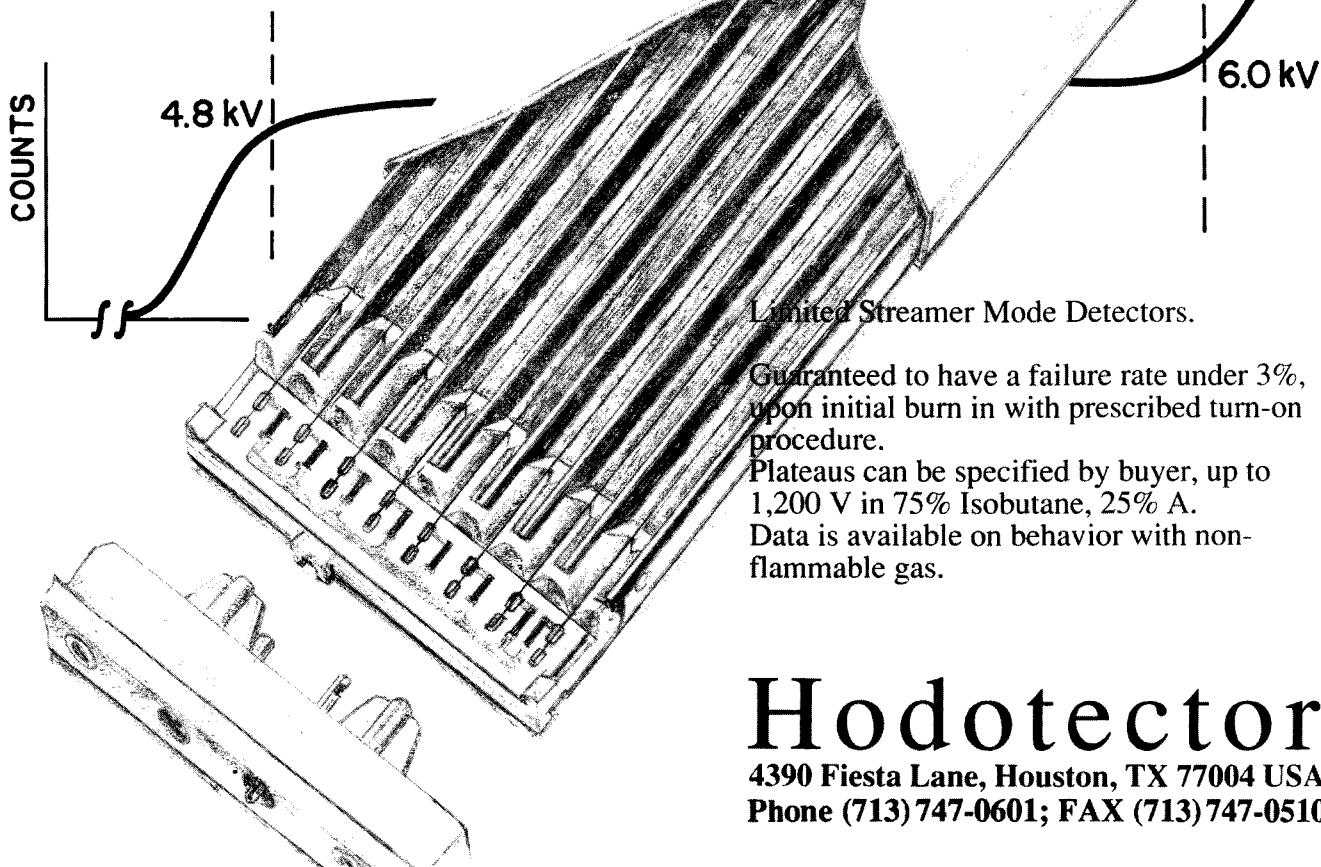 COUNTS
4.8 kV
6.0 kV
Limited Streamer Mode Detectors.
Guaranteed to have a failure rate under 3%,
upon initial burn in with prescribed turn-on
procedure.
Plateaus can be specified by buyer, up to
1,200 V in 75% Isobutane, 25% A.
Data is available on behavior with non-
flammable gas.
Hodotector
4390 Fiesta Lane, Houston, TX 77004 USA
Phone (713) 747-0601; FAX (713) 747-0510